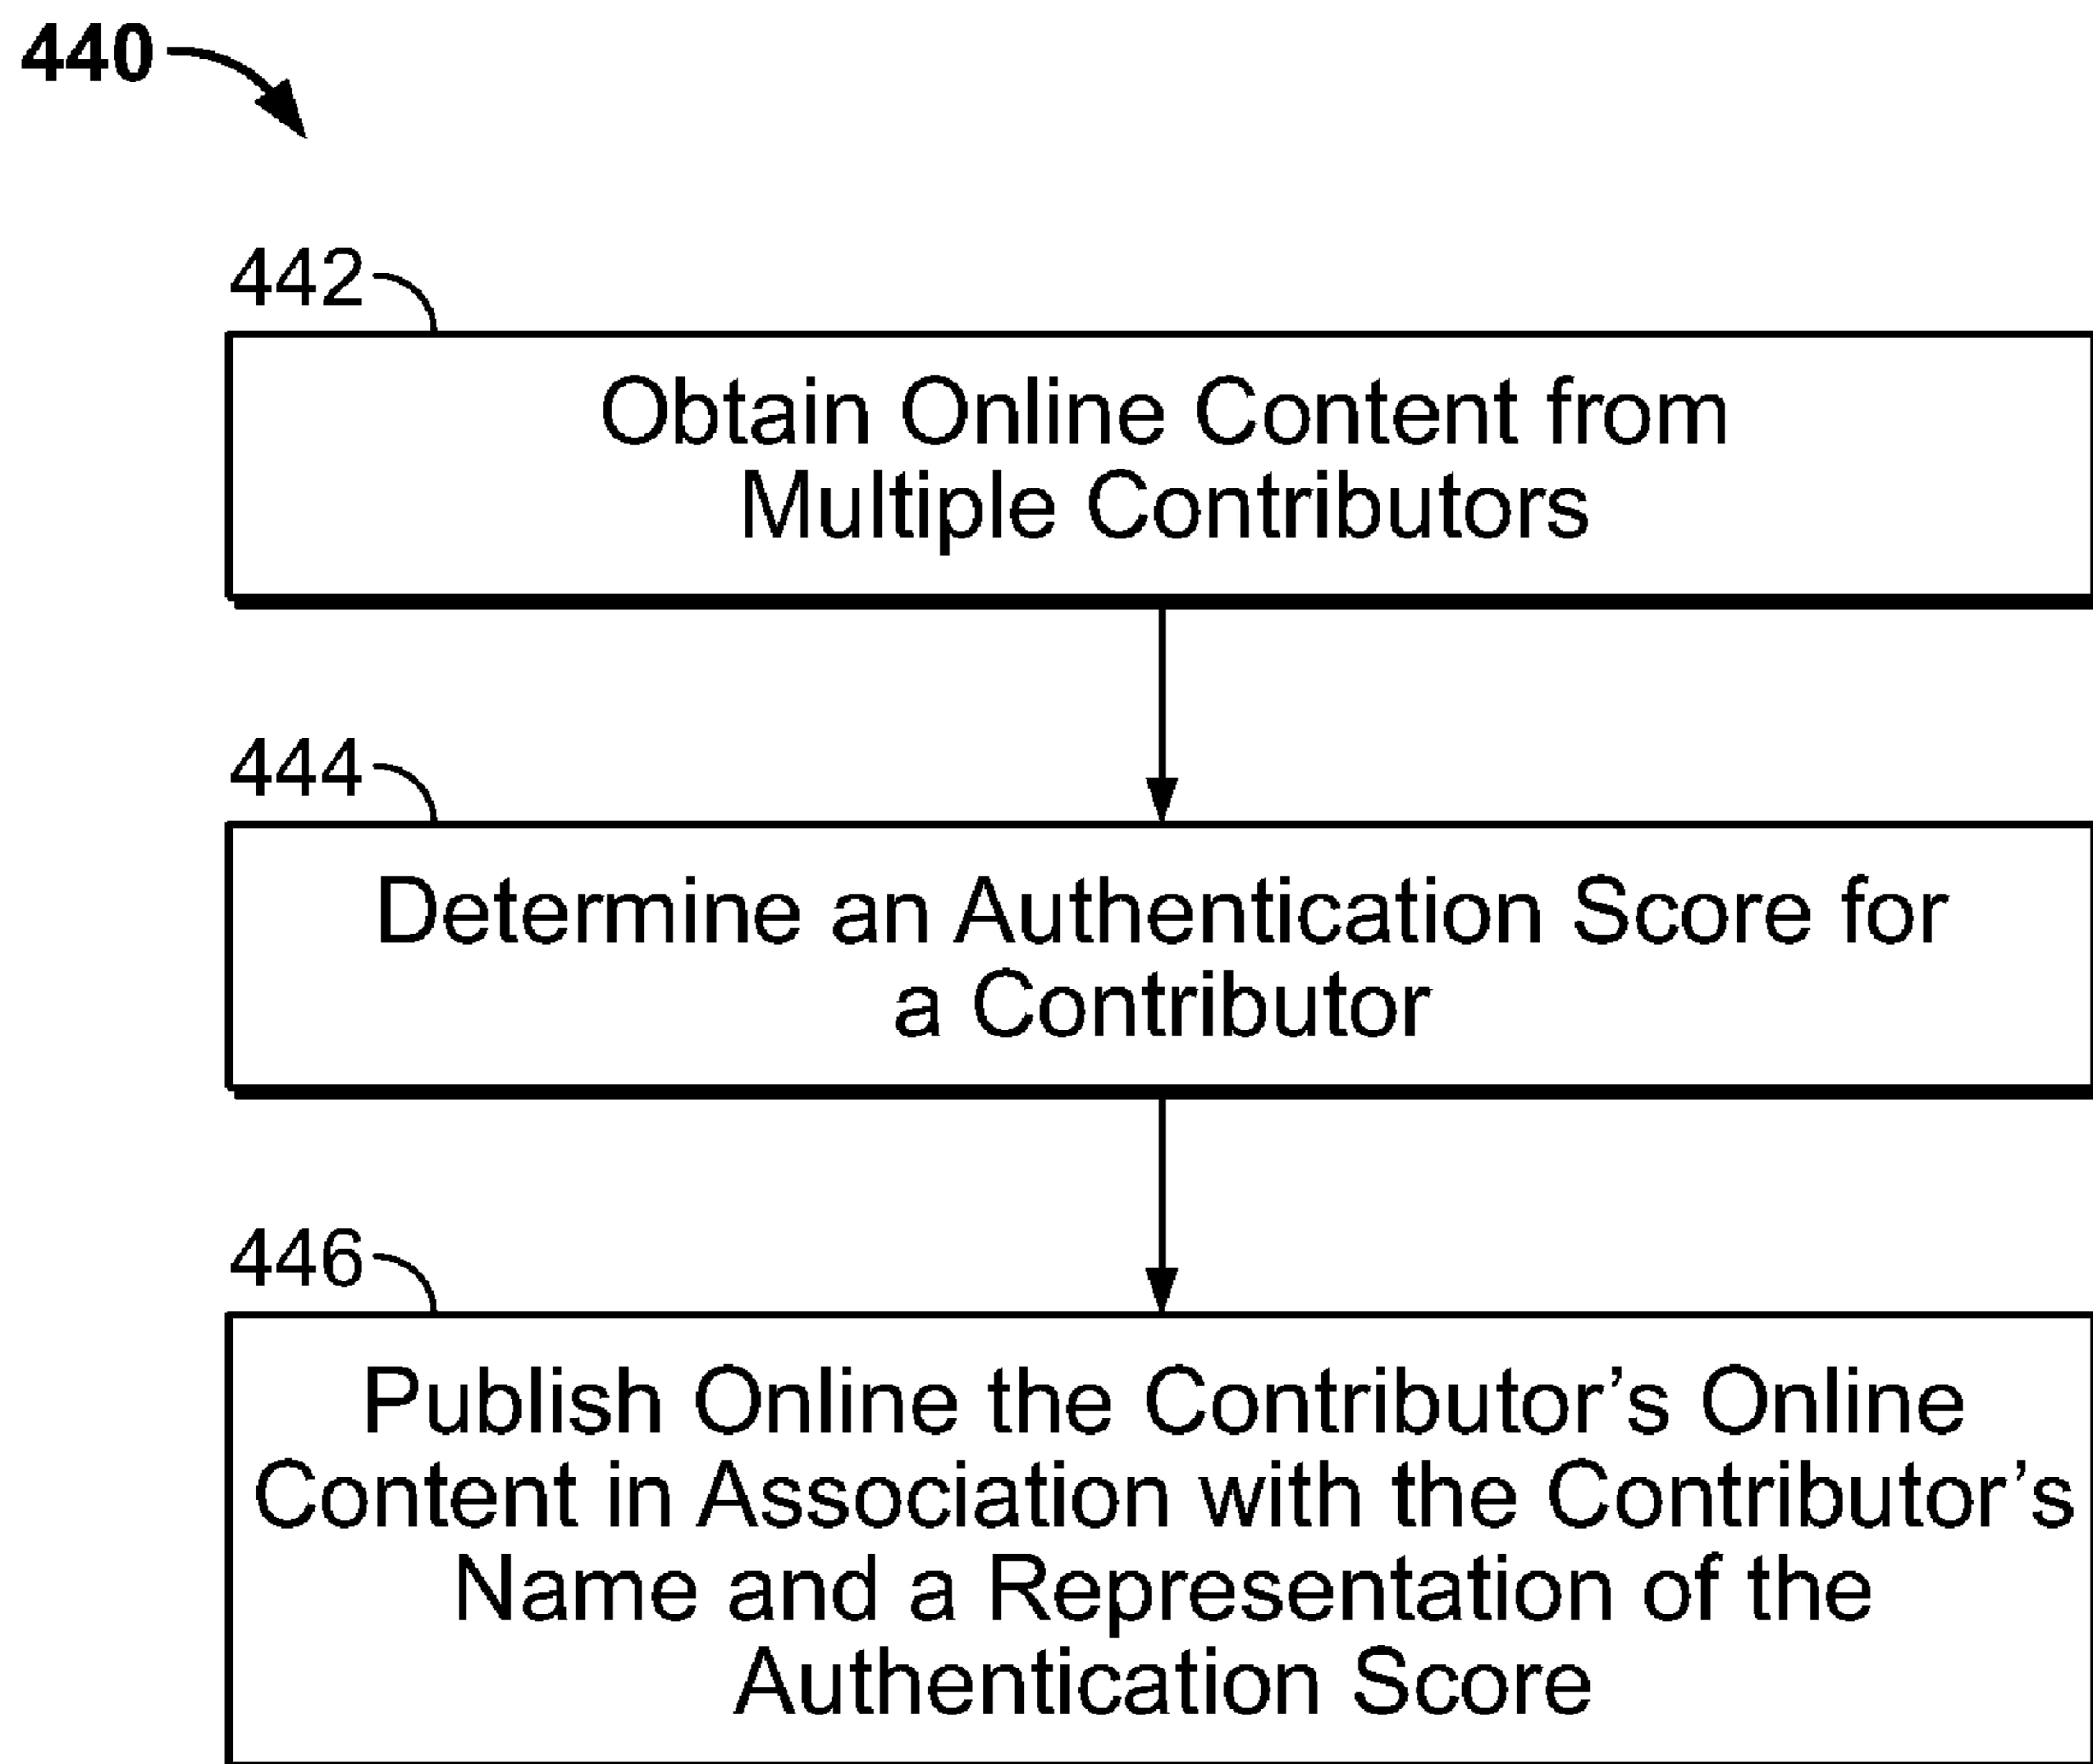 440
442
Obtain Online Content from
Multiple Contributors
444
Determine an Authentication Score for
a Contributor
446
Publish Online the Contributor’s Online
Content in Association with the Contributor’s
Name and a Representation of the
Authentication Score